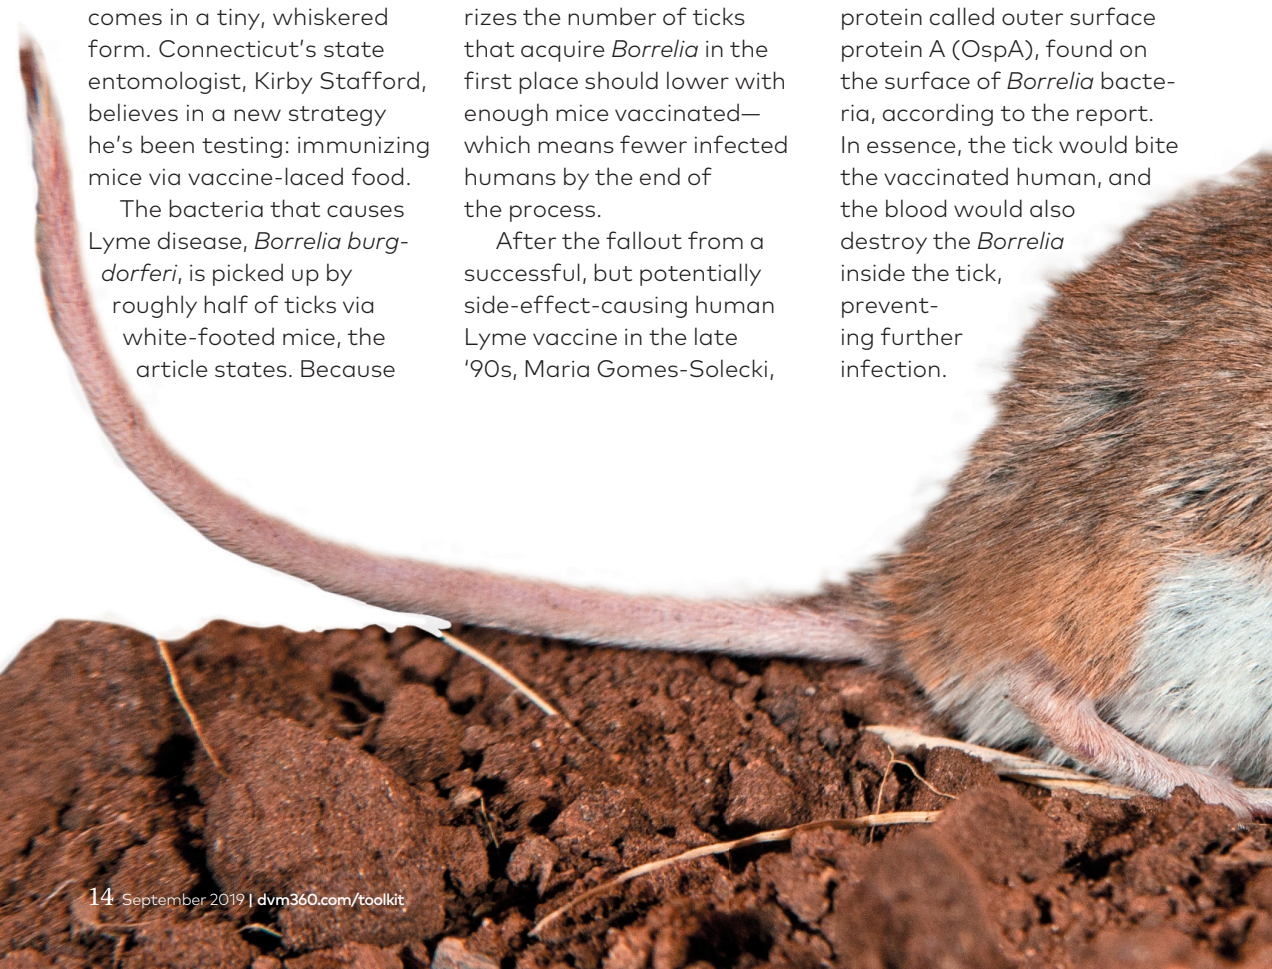 comes in a tiny, whiskered
form. Connecticut's state
entomologist, Kirby Stafford,
believes in a new strategy
he's been testing: immunizing
mice via vaccine-laced food.
The bacteria that causes
Lyme disease, Borrelia burg-
dorferi, is picked up by
roughly half of ticks via
white-footed mice, the
article states. Because
rizes the number of ticks
that acquire Borrelia in the
first place should lower with
enough mice vaccinated—
which means fewer infected
humans by the end of
the process.
After the fallout from a
successful, but potentially
side-effect-causing human
Lyme vaccine in the late
'90s, Maria Gomes-Solecki,
protein called outer surface
protein A (OspA), found on
the surface of Borrelia bacte-
ria, according to the report.
In essence, the tick would bite
the vaccinated human, and
the blood would also
destroy the Borrelia
inside the tick,
prevent-
ing further
infection.
14 September 2019 | dvm360.com/toolkit